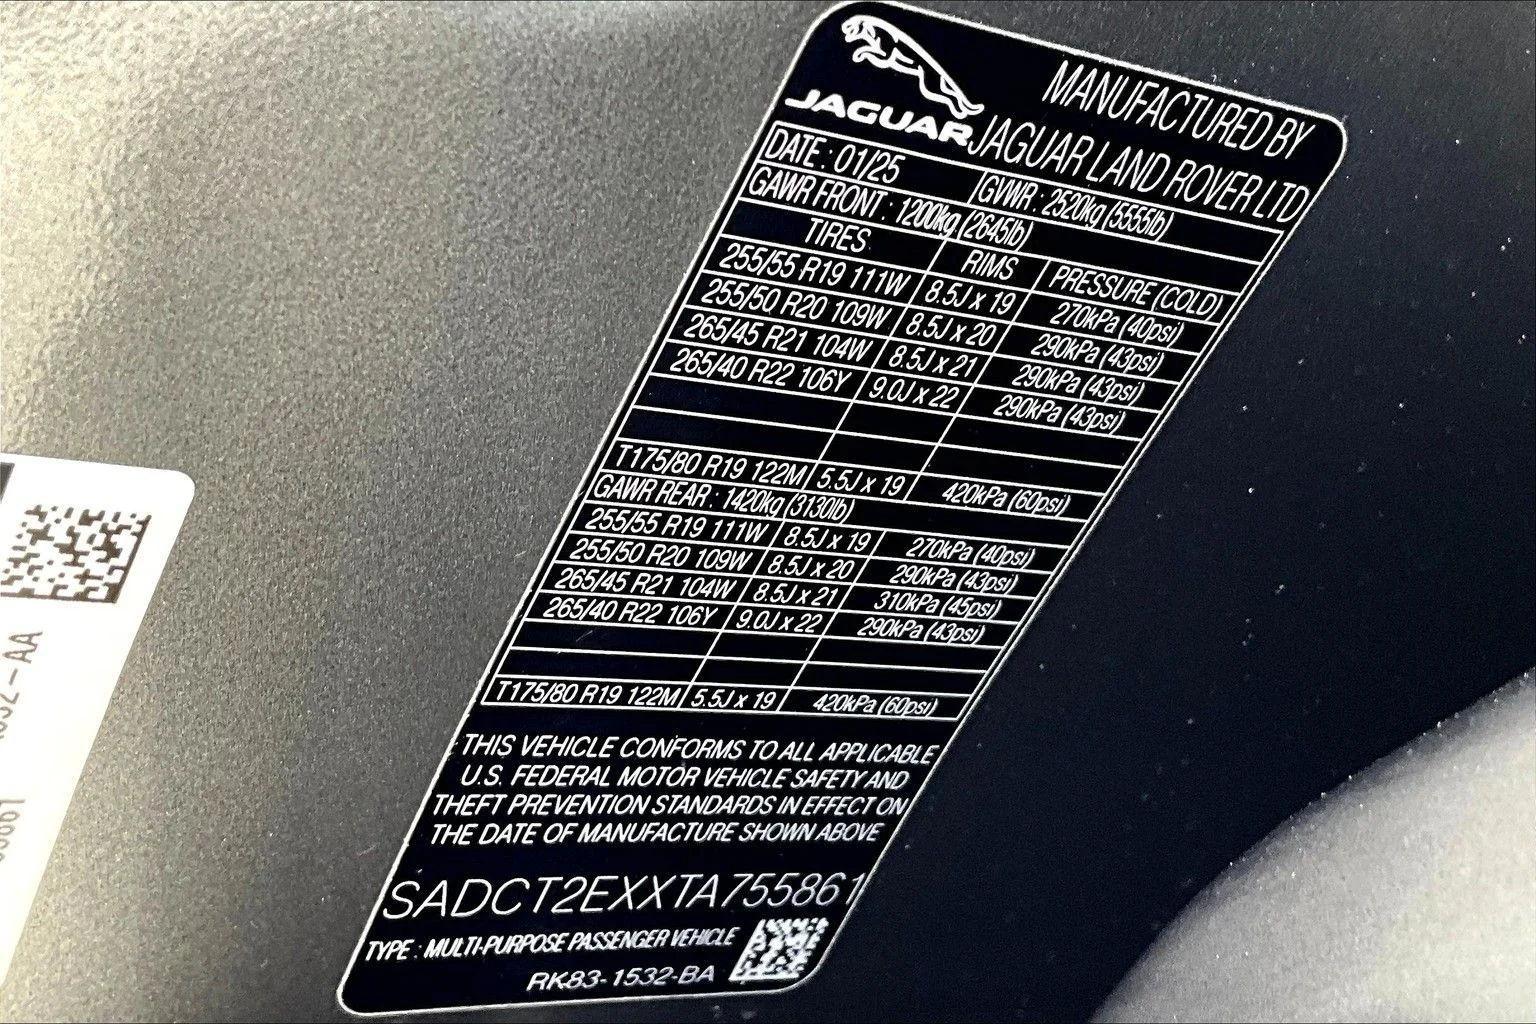 JAGUAR
MANUFACTURED BY
JAGUAR LAND ROVER LTD
DATE : 01/25 GVWR : 2520kg (5555lb)
GAWR FRONT : 1200kg (2645lb)
TIRES RIMS PRESSURE (COLD)
255/55 R19 111W 8.5J x 19 270kPa (40psi)
255/50 R20 109W 8.5J x 20 290kPa (43psi)
265/45 R21 104W 8.5J x 21 290kPa (43psi)
265/40 R22 106Y 9.0J x 22 290kPa (43psi)
T175/80 R19 122M 5.5J x 19 420kPa (60psi)
GAWR REAR : 1420kg (3130lb)
255/55 R19 111W 8.5J x 19 270kPa (40psi)
255/50 R20 109W 8.5J x 20 290kPa (43psi)
265/45 R21 104W 8.5J x 21 310kPa (45psi)
265/40 R22 106Y 9.0J x 22 290kPa (43psi)
T175/80 R19 122M 5.5J x 19 420kPa (60psi)
THIS VEHICLE CONFORMS TO ALL APPLICABLE
U.S. FEDERAL MOTOR VEHICLE SAFETY AND
THEFT PREVENTION STANDARDS IN EFFECT ON
THE DATE OF MANUFACTURE SHOWN ABOVE
SADCT2EXXTA755861
TYPE : MULTI-PURPOSE PASSENGER VEHICLE
RK83-1532-BA